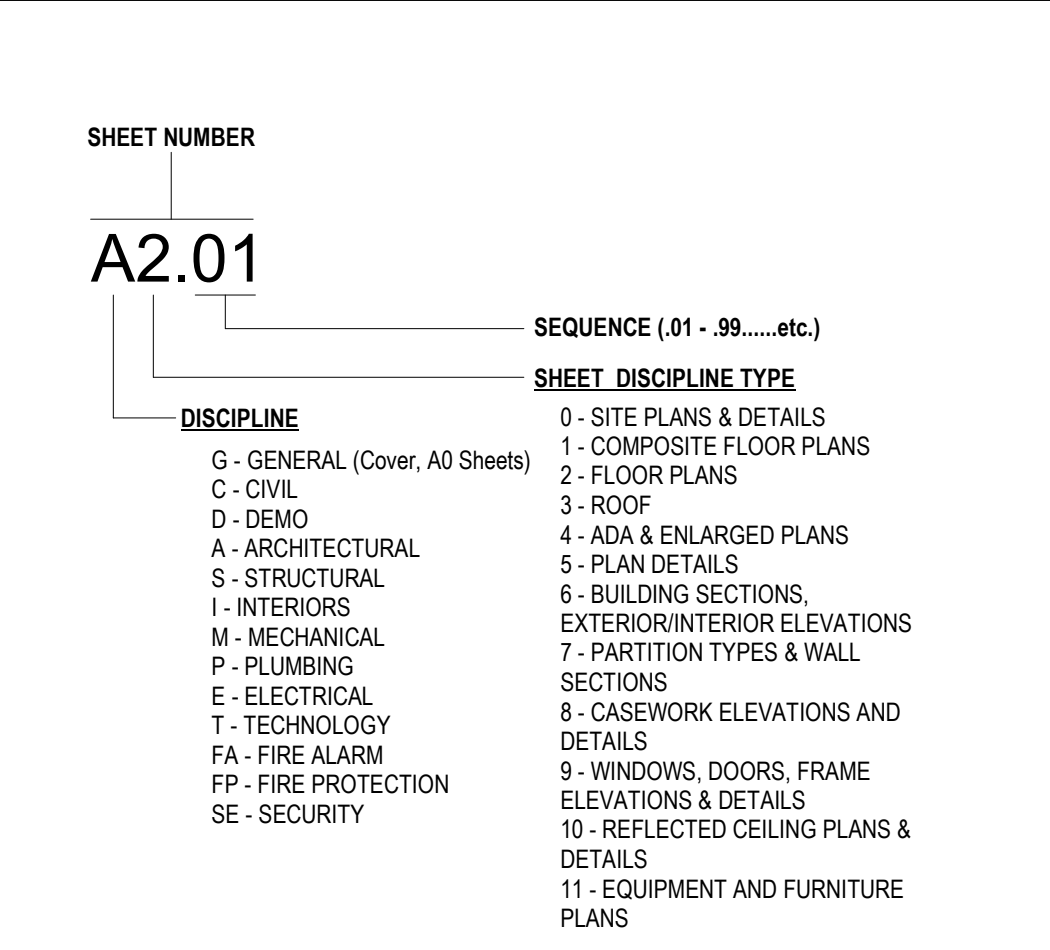 SHEET NUMBER
A2.01
SEQUENCE (.01 - .99......etc.)
SHEET DISCIPLINE TYPE
0 - SITE PLANS & DETAILS
1 - COMPOSITE FLOOR PLANS
2 - FLOOR PLANS
3 - ROOF
4 - ADA & ENLARGED PLANS
5 - PLAN DETAILS
6 - BUILDING SECTIONS,
EXTERIOR/INTERIOR ELEVATIONS
7 - PARTITION TYPES & WALL
SECTIONS
8 - CASEWORK ELEVATIONS AND
DETAILS
9 - WINDOWS, DOORS, FRAME
ELEVATIONS & DETAILS
10 - REFLECTED CEILING PLANS &
DETAILS
11 - EQUIPMENT AND FURNITURE
PLANS
DISCIPLINE
G - GENERAL (Cover, A0 Sheets)
C - CIVIL
D - DEMO
A - ARCHITECTURAL
S - STRUCTURAL
I - INTERIORS
M - MECHANICAL
P - PLUMBING
E - ELECTRICAL
T - TECHNOLOGY
FA - FIRE ALARM
FP - FIRE PROTECTION
SE - SECURITY